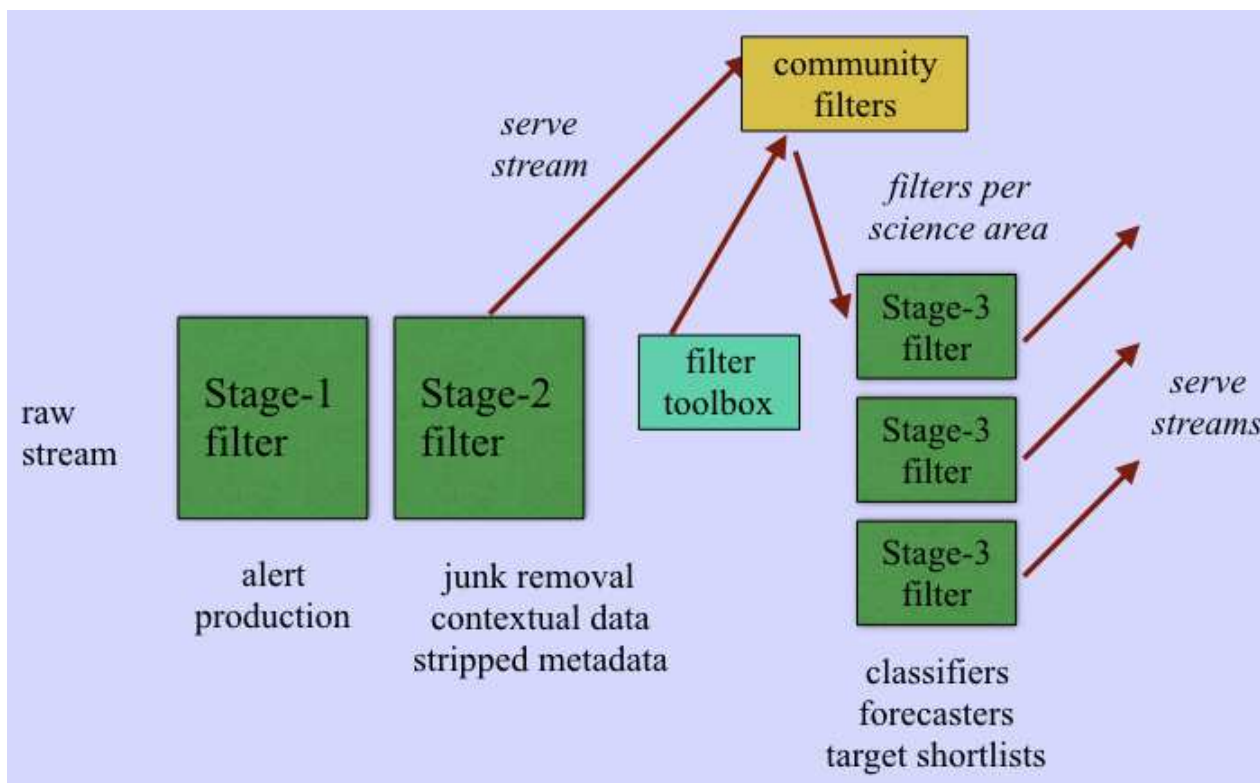 community
filters
serve
stream
filters per
science area
raw
stream
Stage-1
filter
Stage-2
filter
filter
toolbox
Stage-3
filter
Stage-3
filter
Stage-3
filter
serve
streams
alert
production
junk removal
contextual data
stripped metadata
classifiers
forecasters
target shortlists